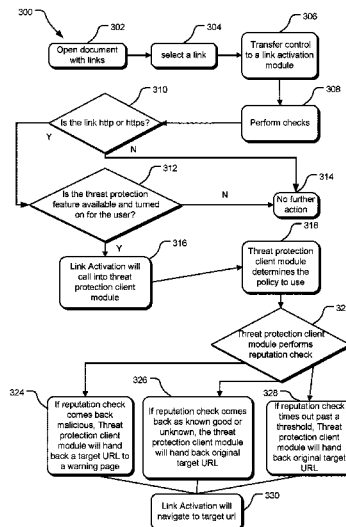 300
302
304
306
Open document
with links
select a link
Transfer control
to a link activation
module
310
308
Is the link http or https?
Perform checks
Y
N
312
314
Is the threat protection
feature available and turned
on for the user?
N
No further
action
Y
316
318
Link Activation will
call into threat
protection client
module
Threat protection
client module
determines the
policy to use
32
Threat protection client
module performs
reputation check
324
326
328
If reputation check
comes back
malicious, Threat
protection client
module will hand
back a target URL to
a warning page
If reputation check comes
back as known good or
unknown, the threat
protection client module
will hand back original
target URL
If reputation check
times out past a
threshold, Threat
protection client
module will hand
back original target
URL
330
Link Activation will
navigate to target url